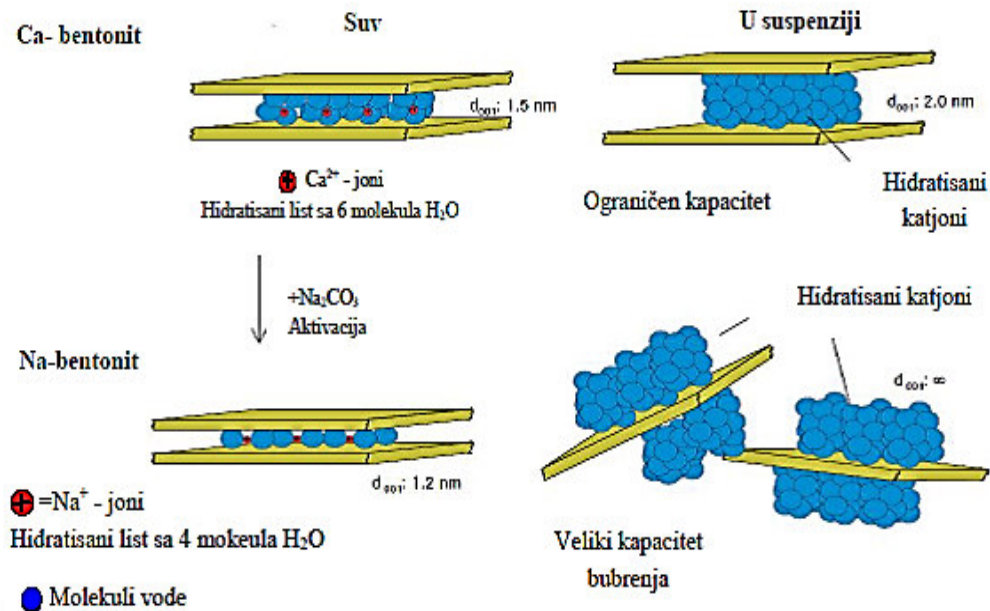 Ca- bentonit
Suv
U suspenziji
d₀₀₁: 1.5 nm
d₀₀₁: 2.0 nm
Ca²⁺ - joni
Hidratisani list sa 6 molekula H₂O
Ograničen kapacitet
Hidratisani
katjoni
+Na₂CO₃
Aktivacija
Hidratisani katjoni
Na-bentonit
d₀₀₁: ∞
d₀₀₁: 1.2 nm
=Na⁺ - joni
Hidratisani list sa 4 mokeula H₂O
Veliki kapacitet
bubrenja
Molekuli vode